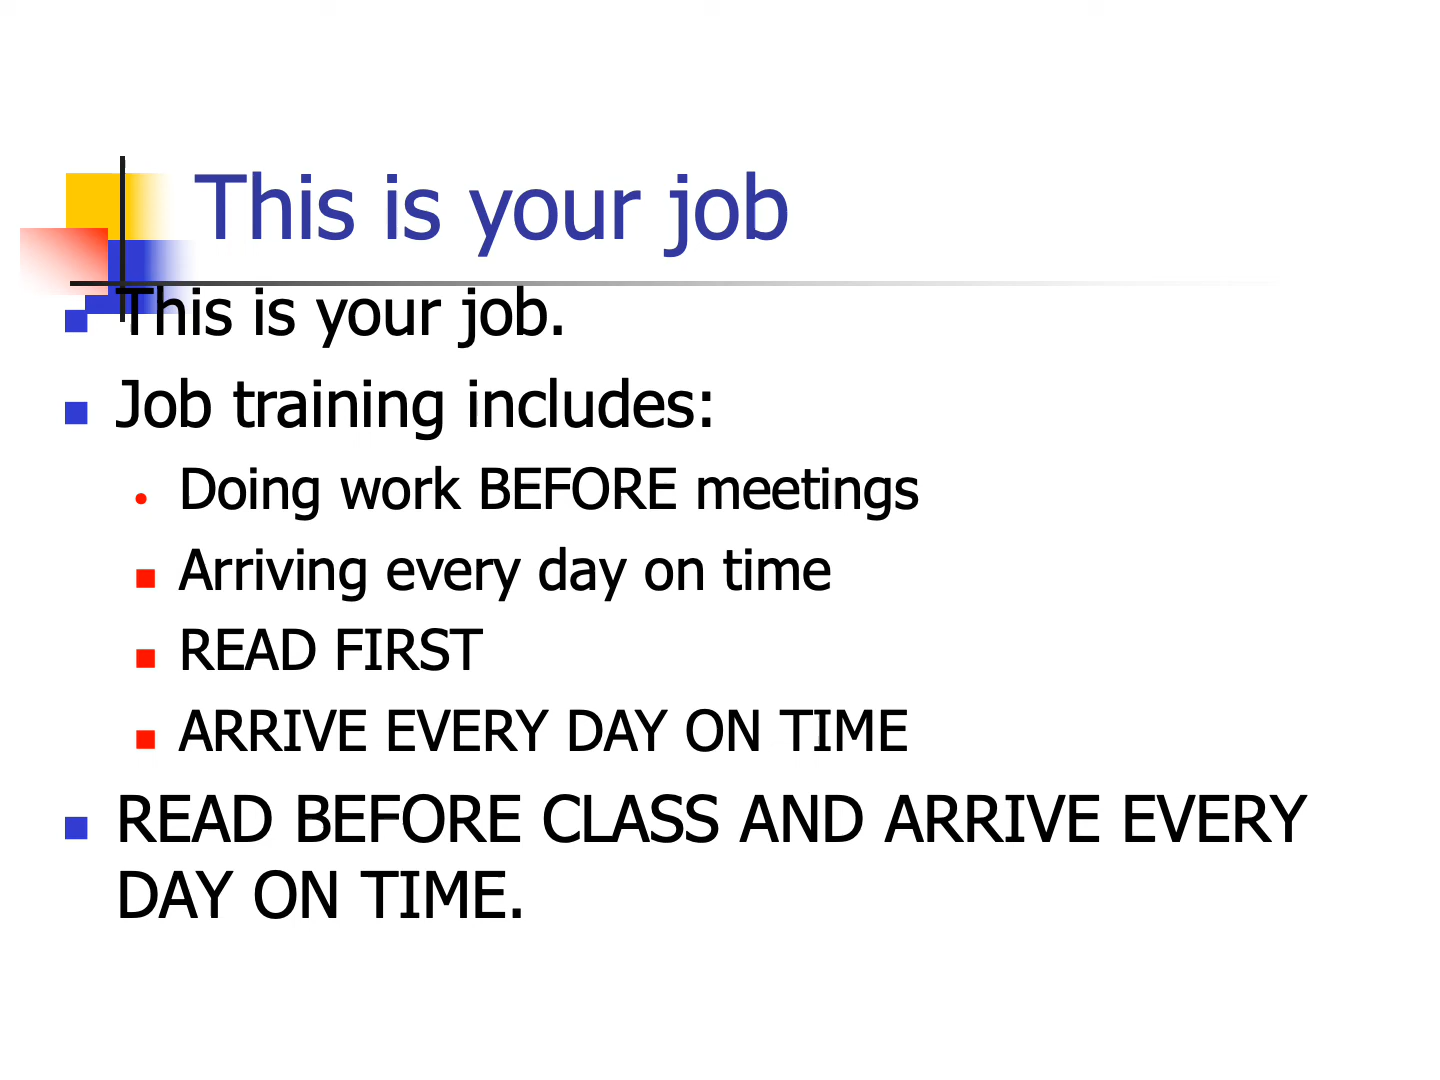 This is your job
This is your job.
Job training includes:
Doing work BEFORE meetings
Arriving every day on time
READ FIRST
ARRIVE EVERY DAY ON TIME
READ BEFORE CLASS AND ARRIVE EVERY
DAY ON TIME.